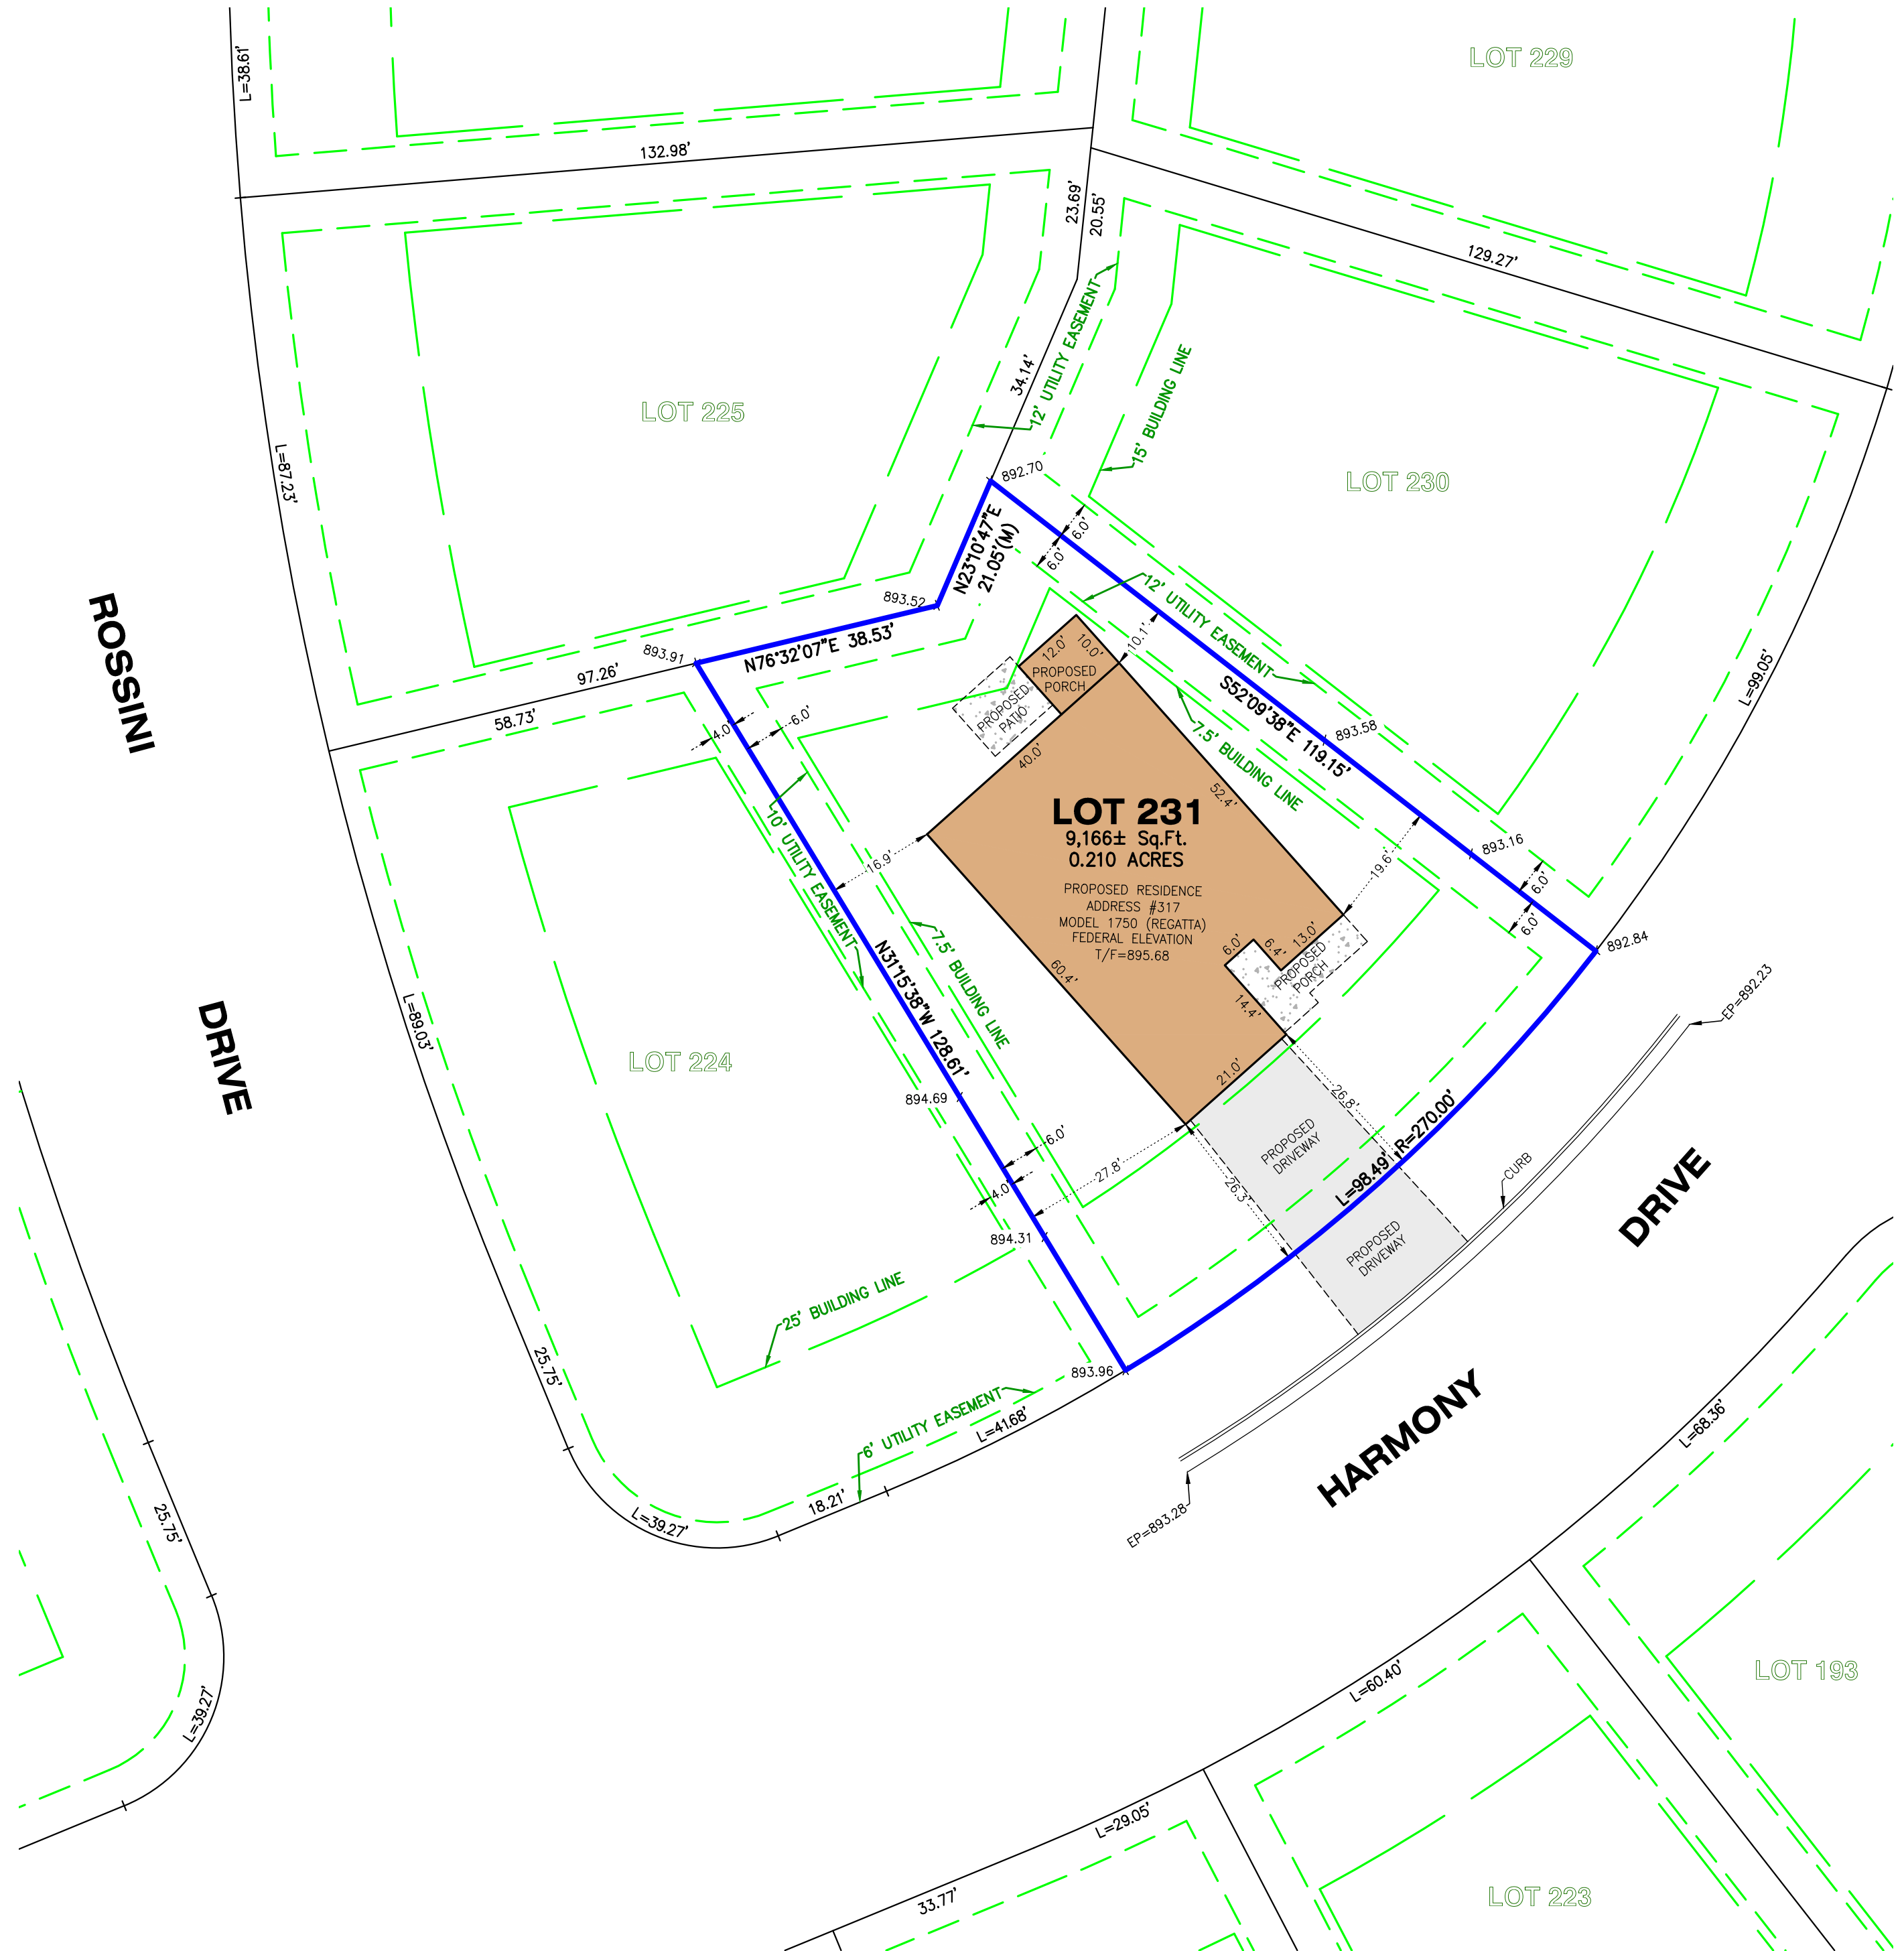 L=38.61'
LOT 229
132.98'
23.69'
20.55'
129.27'
12' UTILITY EASEMENT
34.14'
15' BUILDING LINE
LOT 225
LOT 230
L=87.23'
892.70
6.0'
6.0'
N23°10'47"E
21.05'(M)
893.52
12' UTILITY EASEMENT
ROSSINI
DRIVE
893.91
N76°32'07"E 38.53'
97.26'
58.73'
10.1'
12.0'
10.0'
PROPOSED
PORCH
PROPOSED
PATIO
L=99.05'
S52°09'38"E 119.15'
893.58
7.5' BUILDING LINE
4.0'
6.0'
40.0'
52.4'
10' UTILITY EASEMENT
LOT 231
9,166± Sq.Ft.
0.210 ACRES
PROPOSED RESIDENCE
ADDRESS #317
MODEL 1750 (REGATTA)
FEDERAL ELEVATION
T/F=895.68
16.9'
19.6'
893.16
6.0'
6.0'
892.84
7.5' BUILDING LINE
N31°15'38"W 128.61'
60.4'
6.0'
6.4'
13.0'
PROPOSED
PORCH
14.4'
EP=892.23
L=89.03'
LOT 224
894.69
21.0'
26.8'
6.0'
4.0'
27.8'
26.3'
PROPOSED
DRIVEWAY
L=98.49' R=270.00'
CURB
DRIVE
HARMONY
894.31
PROPOSED
DRIVEWAY
25' BUILDING LINE
25.75'
893.96
6' UTILITY EASEMENT
L=41.68'
18.21'
L=39.27'
EP=893.28
L=68.36'
25.75'
L=39.27'
L=60.40'
LOT 193
L=29.05'
33.77'
LOT 223